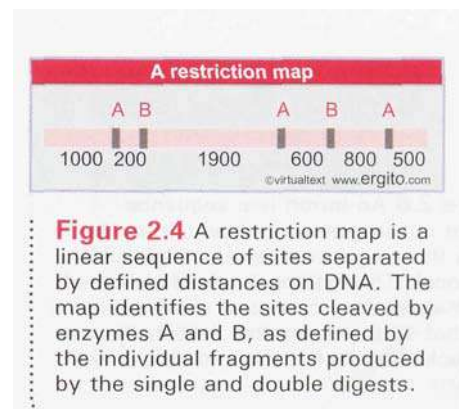 A restriction map
A B A B A
1000 200 1900 600 800 500
©virtualtext www.ergito.com
Figure 2.4 A restriction map is a
linear sequence of sites separated
by defined distances on DNA. The
map identifies the sites cleaved by
enzymes A and B, as defined by
the individual fragments produced
by the single and double digests.